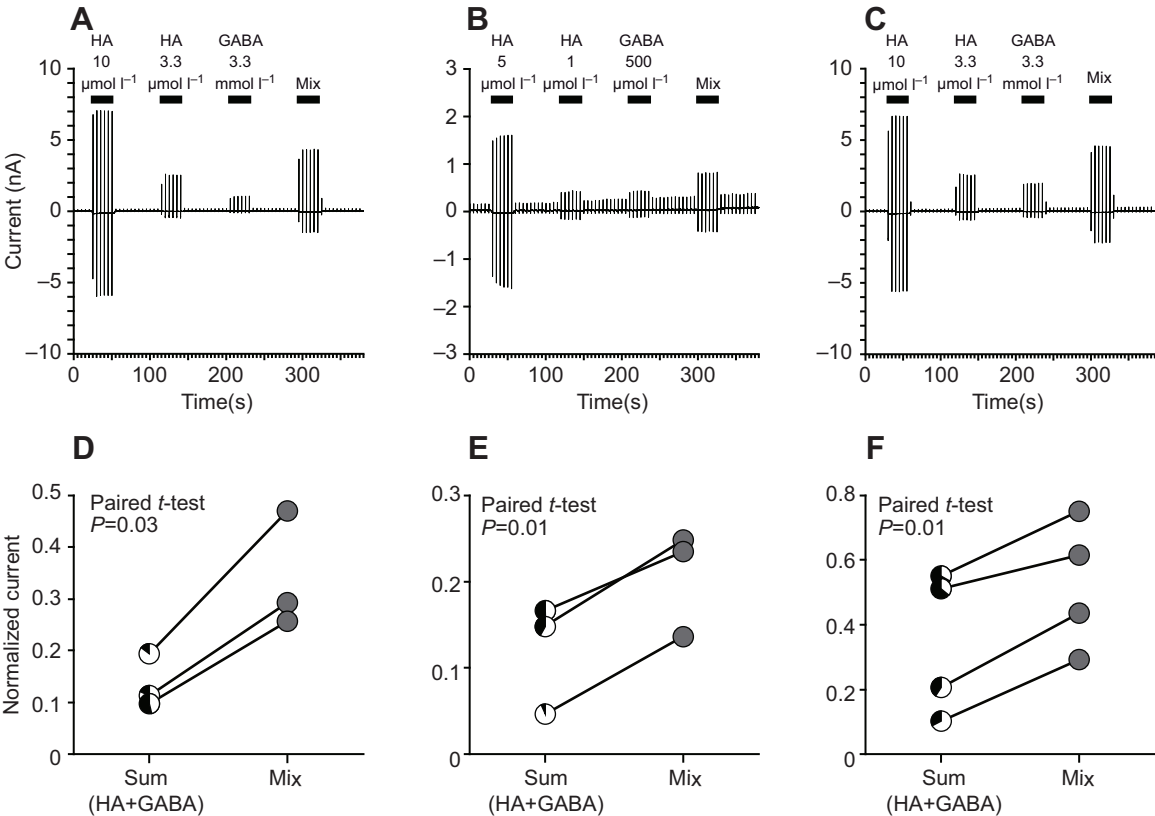 A
HA HA GABA
10 3.3 3.3
µmol l–1 µmol l–1 mmol l–1 Mix
10
5
0
–5
–10
Current (nA)
0 100 200 300
Time(s)
B
HA HA GABA
5 1 500
µmol l–1 µmol l–1 µmol l–1 Mix
3
2
1
0
–1
–2
–3
0 100 200 300
Time(s)
C
HA HA GABA
10 3.3 3.3
µmol l–1 µmol l–1 mmol l–1 Mix
10
5
0
–5
–10
0 100 200 300
Time(s)
D
Paired t-test
P=0.03
0.5
0.4
0.3
0.2
0.1
0
Normalized current
Sum Mix
(HA+GABA)
E
Paired t-test
P=0.01
0.3
0.2
0.1
0
Sum Mix
(HA+GABA)
F
Paired t-test
P=0.01
0.8
0.6
0.4
0.2
0
Sum Mix
(HA+GABA)